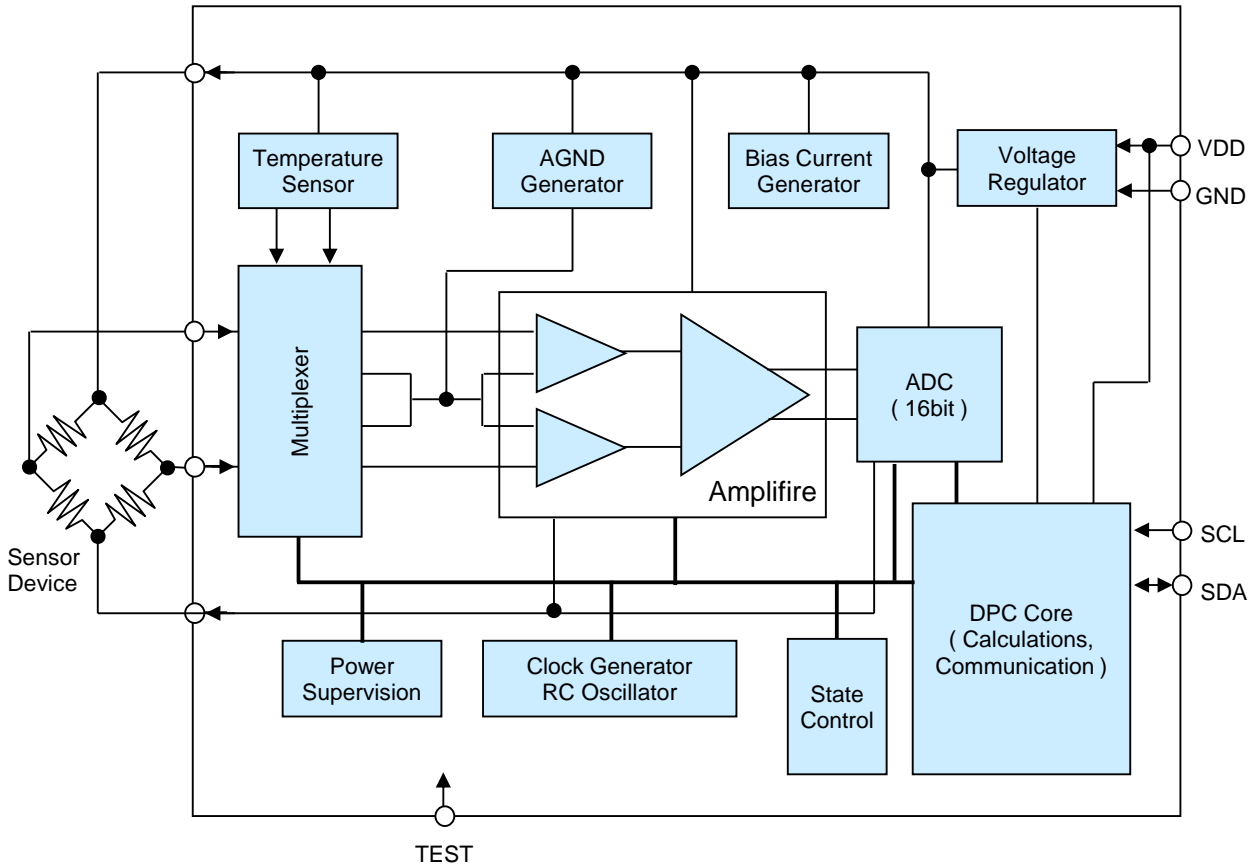 Temperature
Sensor
AGND
Generator
Bias Current
Generator
Voltage
Regulator
VDD
GND
Multiplexer
ADC
( 16bit )
Amplifire
Sensor
Device
SCL
SDA
DPC Core
( Calculations,
Communication )
Power
Supervision
Clock Generator
RC Oscillator
State
Control
TEST